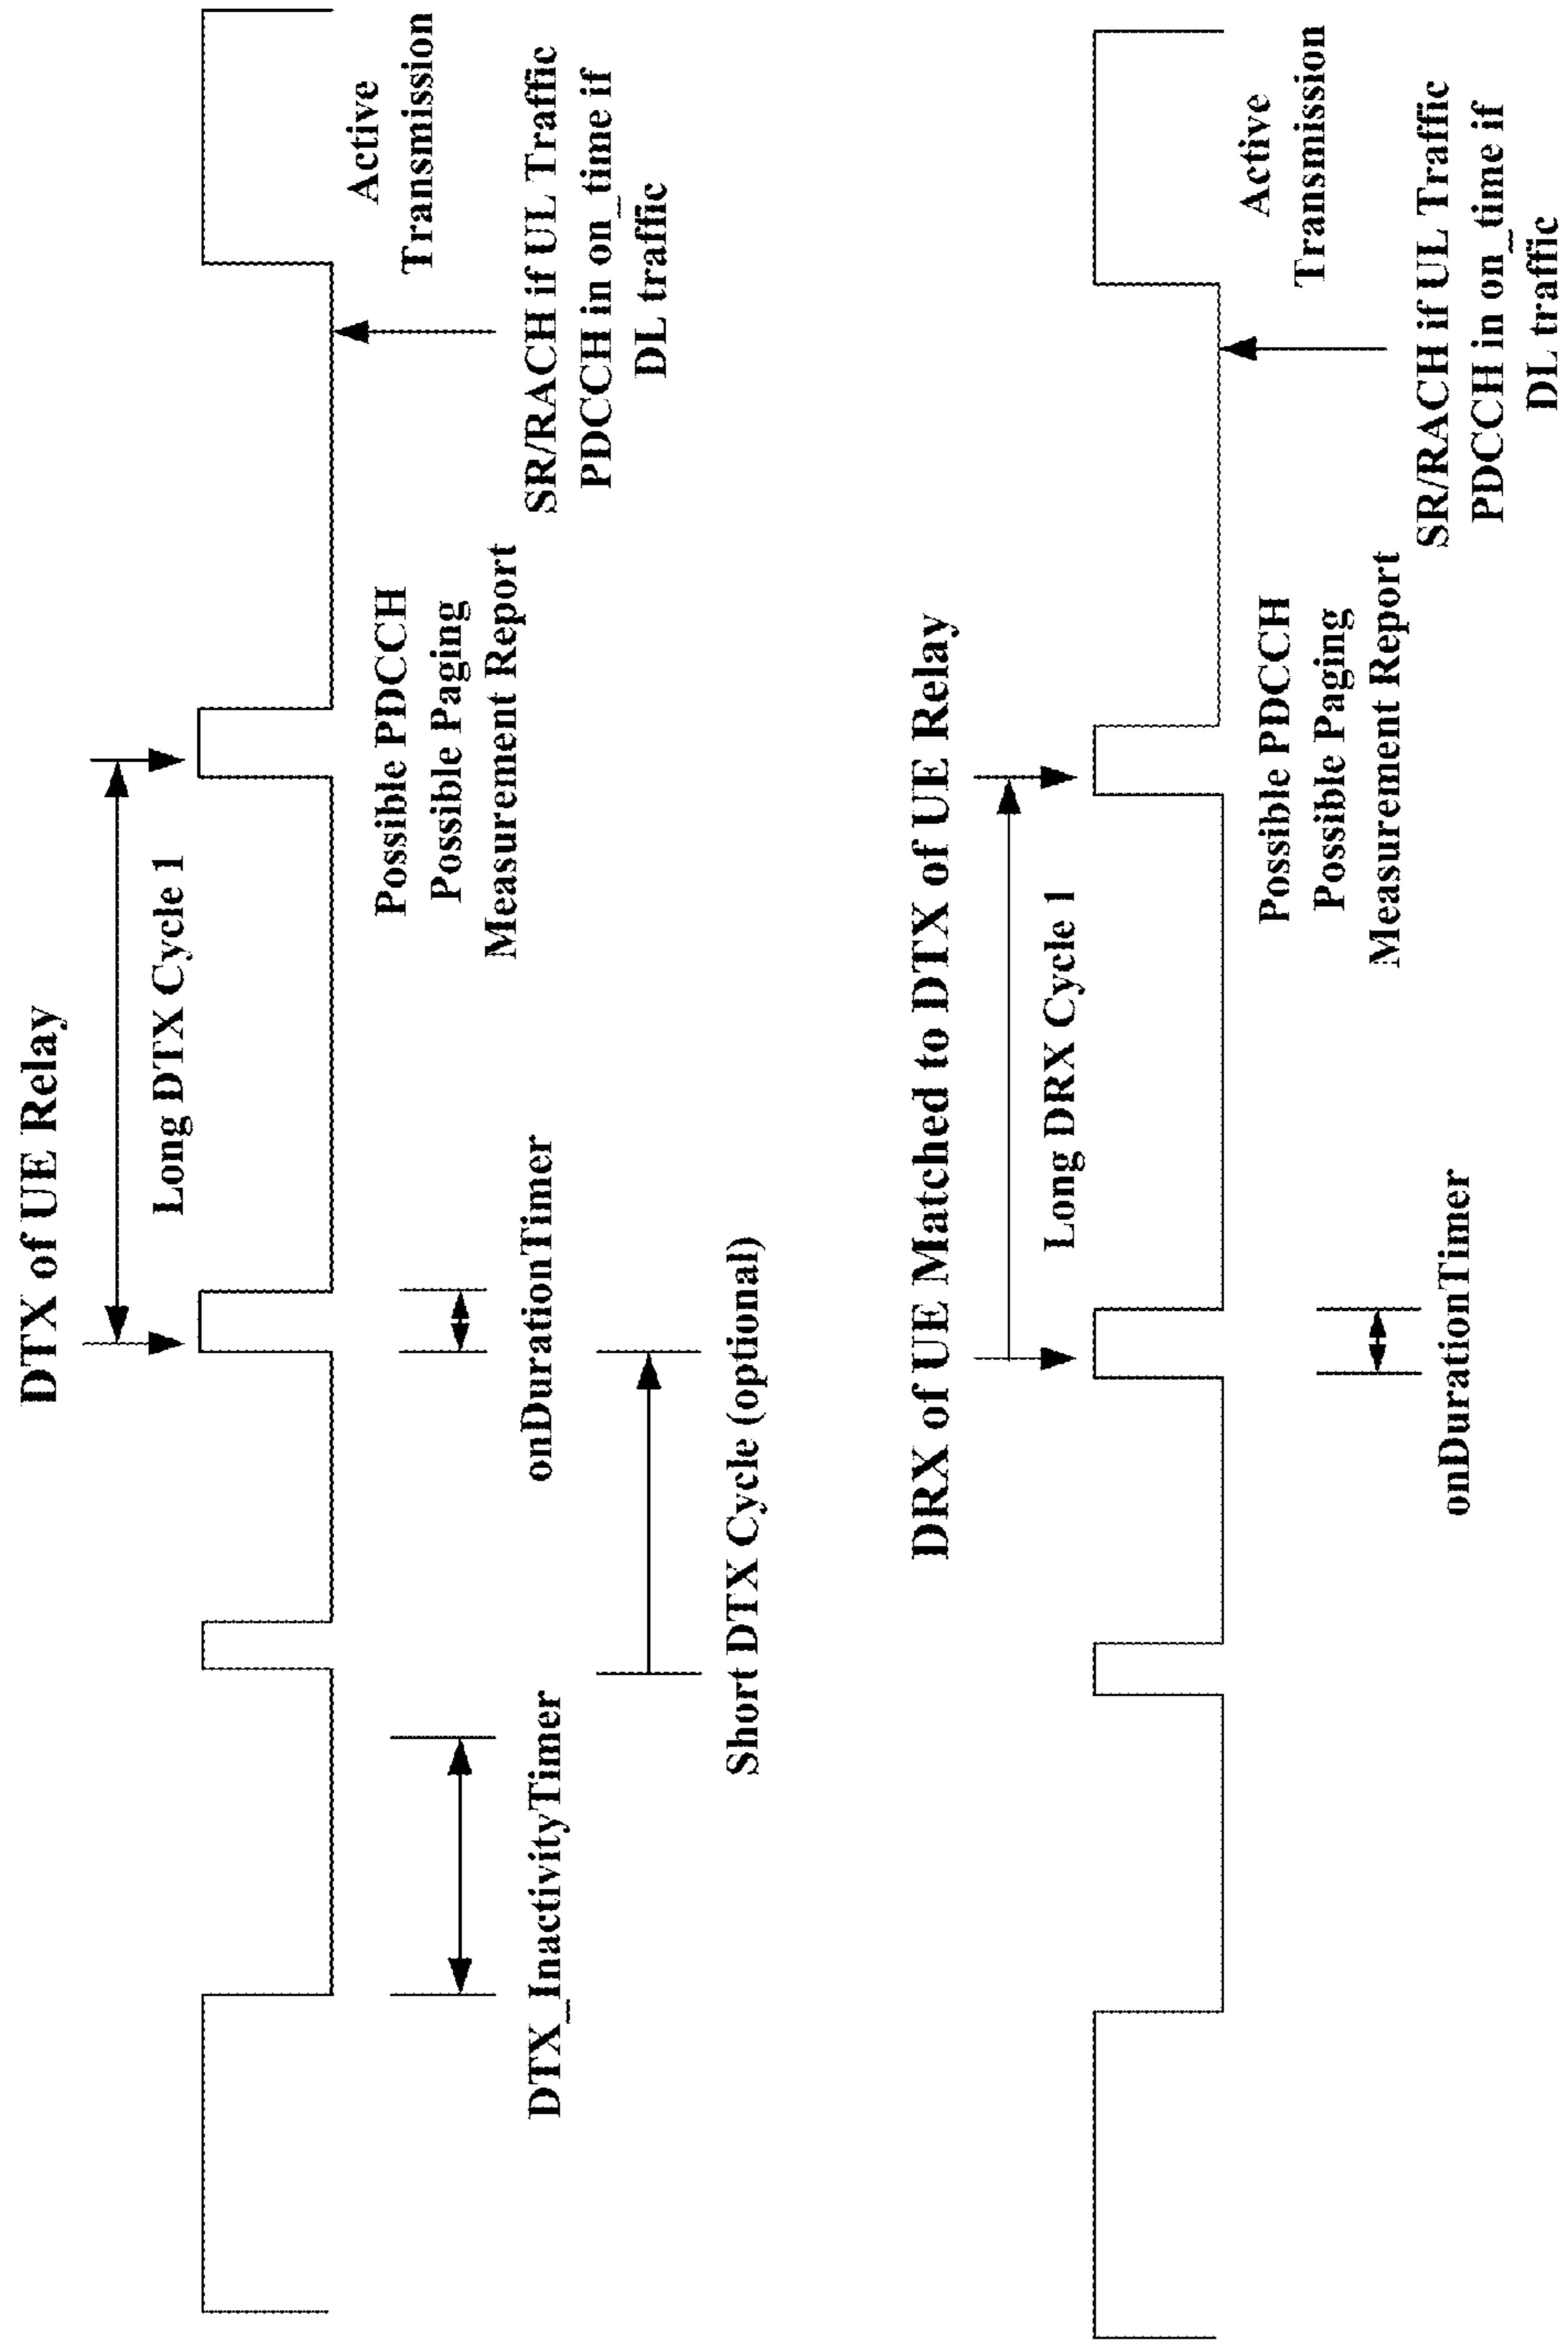 DTX of UE Relay
Long DTX Cycle 1
Active
Transmission
Possible PDCCH
Possible Paging
Measurement Report
onDurationTimer
DTX_InactivityTimer
SR/RACH if UL Traffic
PDCCH in on_time if
DL traffic
Short DTX Cycle (optional)
DRX of UE Matched to DTX of UE Relay
Long DRX Cycle 1
Active
Transmission
Possible PDCCH
Possible Paging
Measurement Report
onDurationTimer
SR/RACH if UL Traffic
PDCCH in on_time if
DL traffic